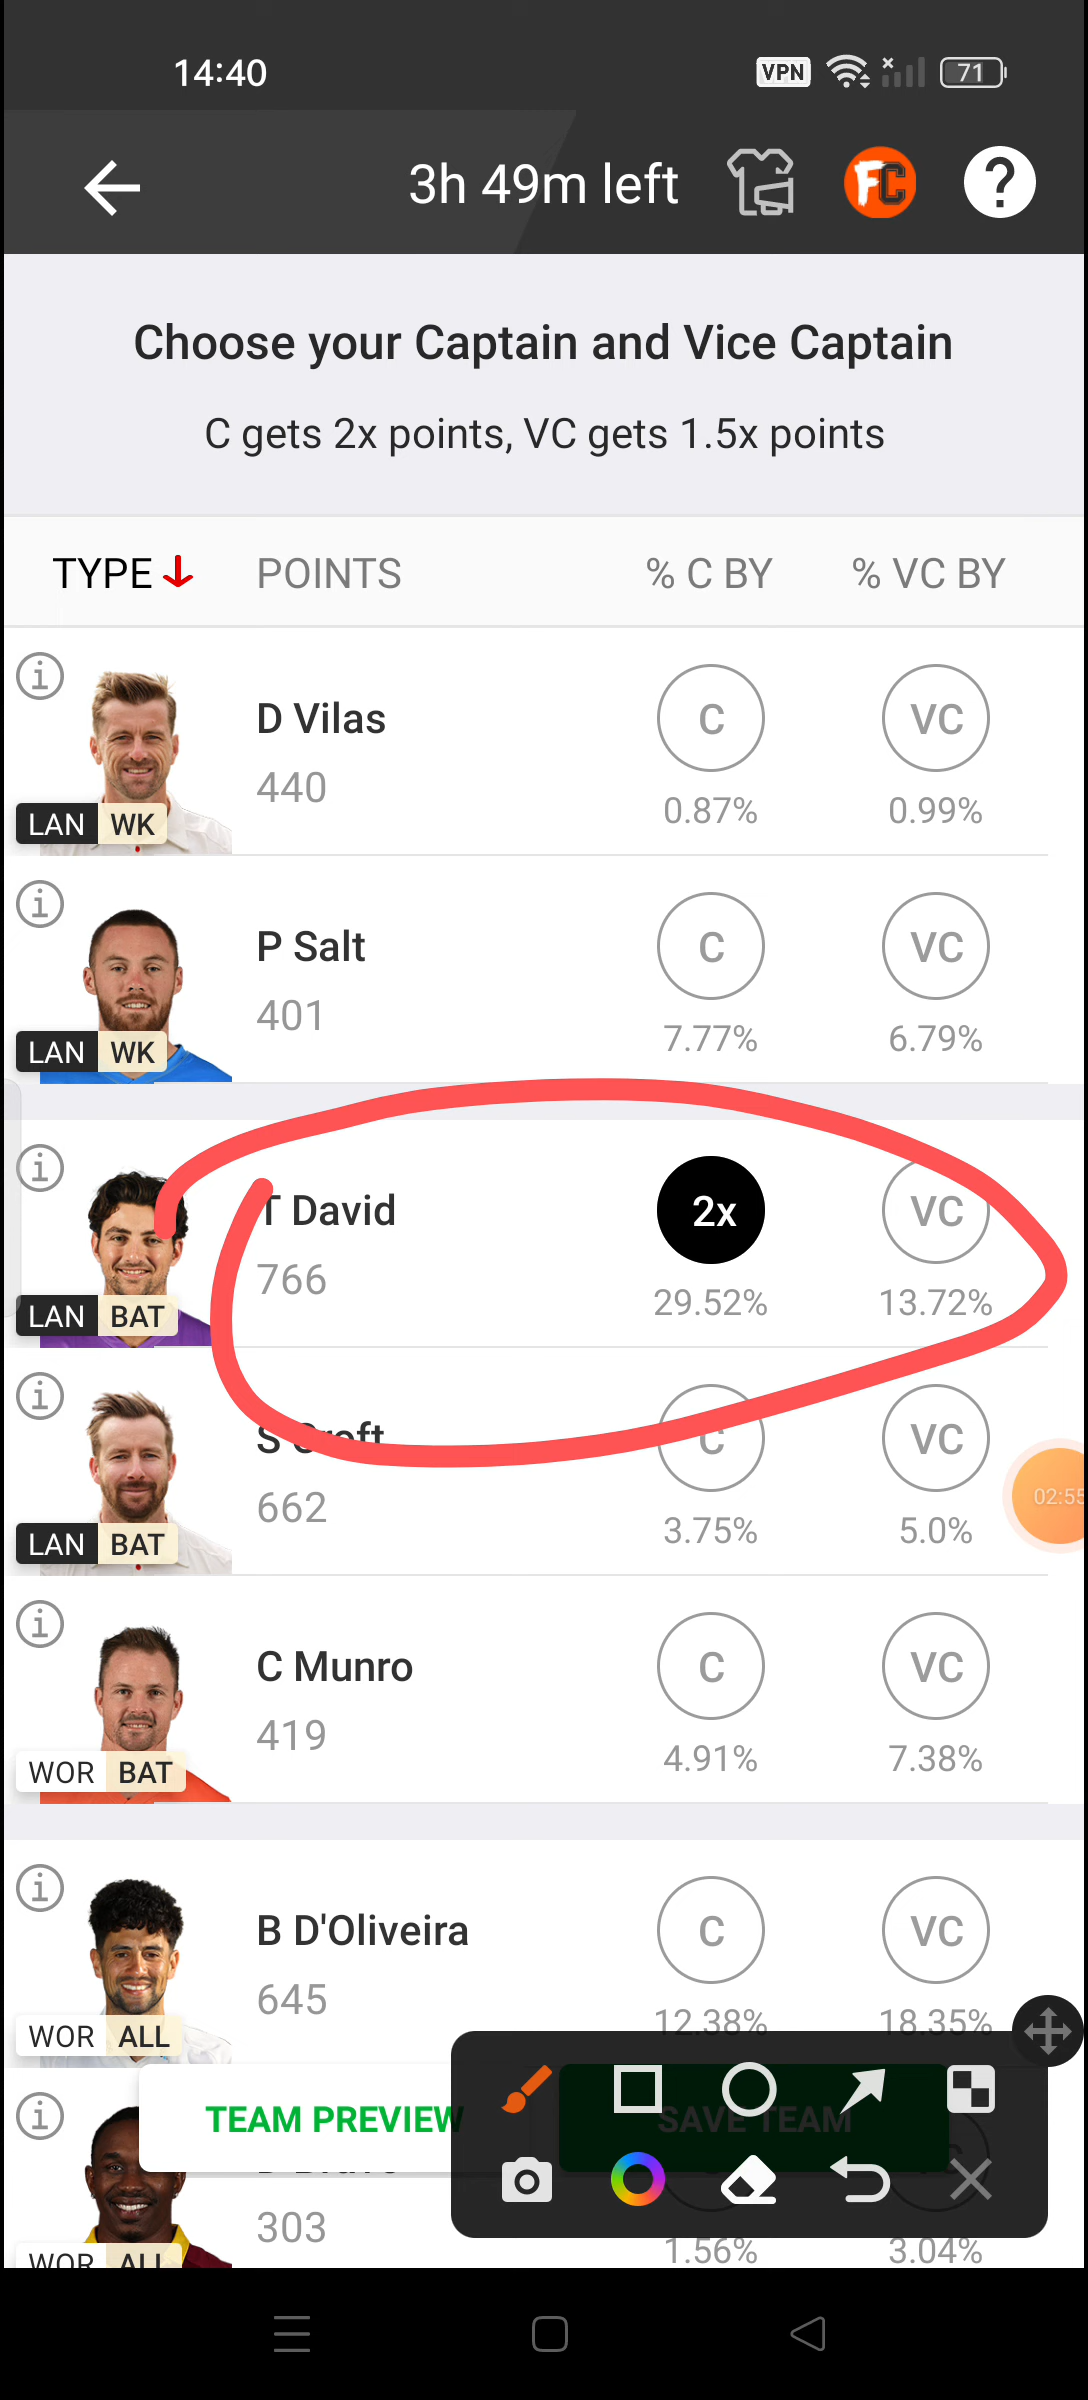 14:40
VPN
71
3h 49m left
FC
?
Choose your Captain and Vice Captain
C gets 2x points, VC gets 1.5x points
TYPE POINTS % C BY % VC BY
D Vilas C VC
440
0.87% 0.99%
LAN WK
P Salt C VC
401
7.77% 6.79%
LAN WK
T David 2x VC
766
29.52% 13.72%
LAN BAT
S Croft C VC
662
3.75% 5.0%
LAN BAT
02:55
C Munro C VC
419
4.91% 7.38%
WOR BAT
B D'Oliveira C VC
645
12.38% 18.35%
WOR ALL
TEAM PREVIEW SAVE TEAM
303
1.56% 3.04%
WOR ALL